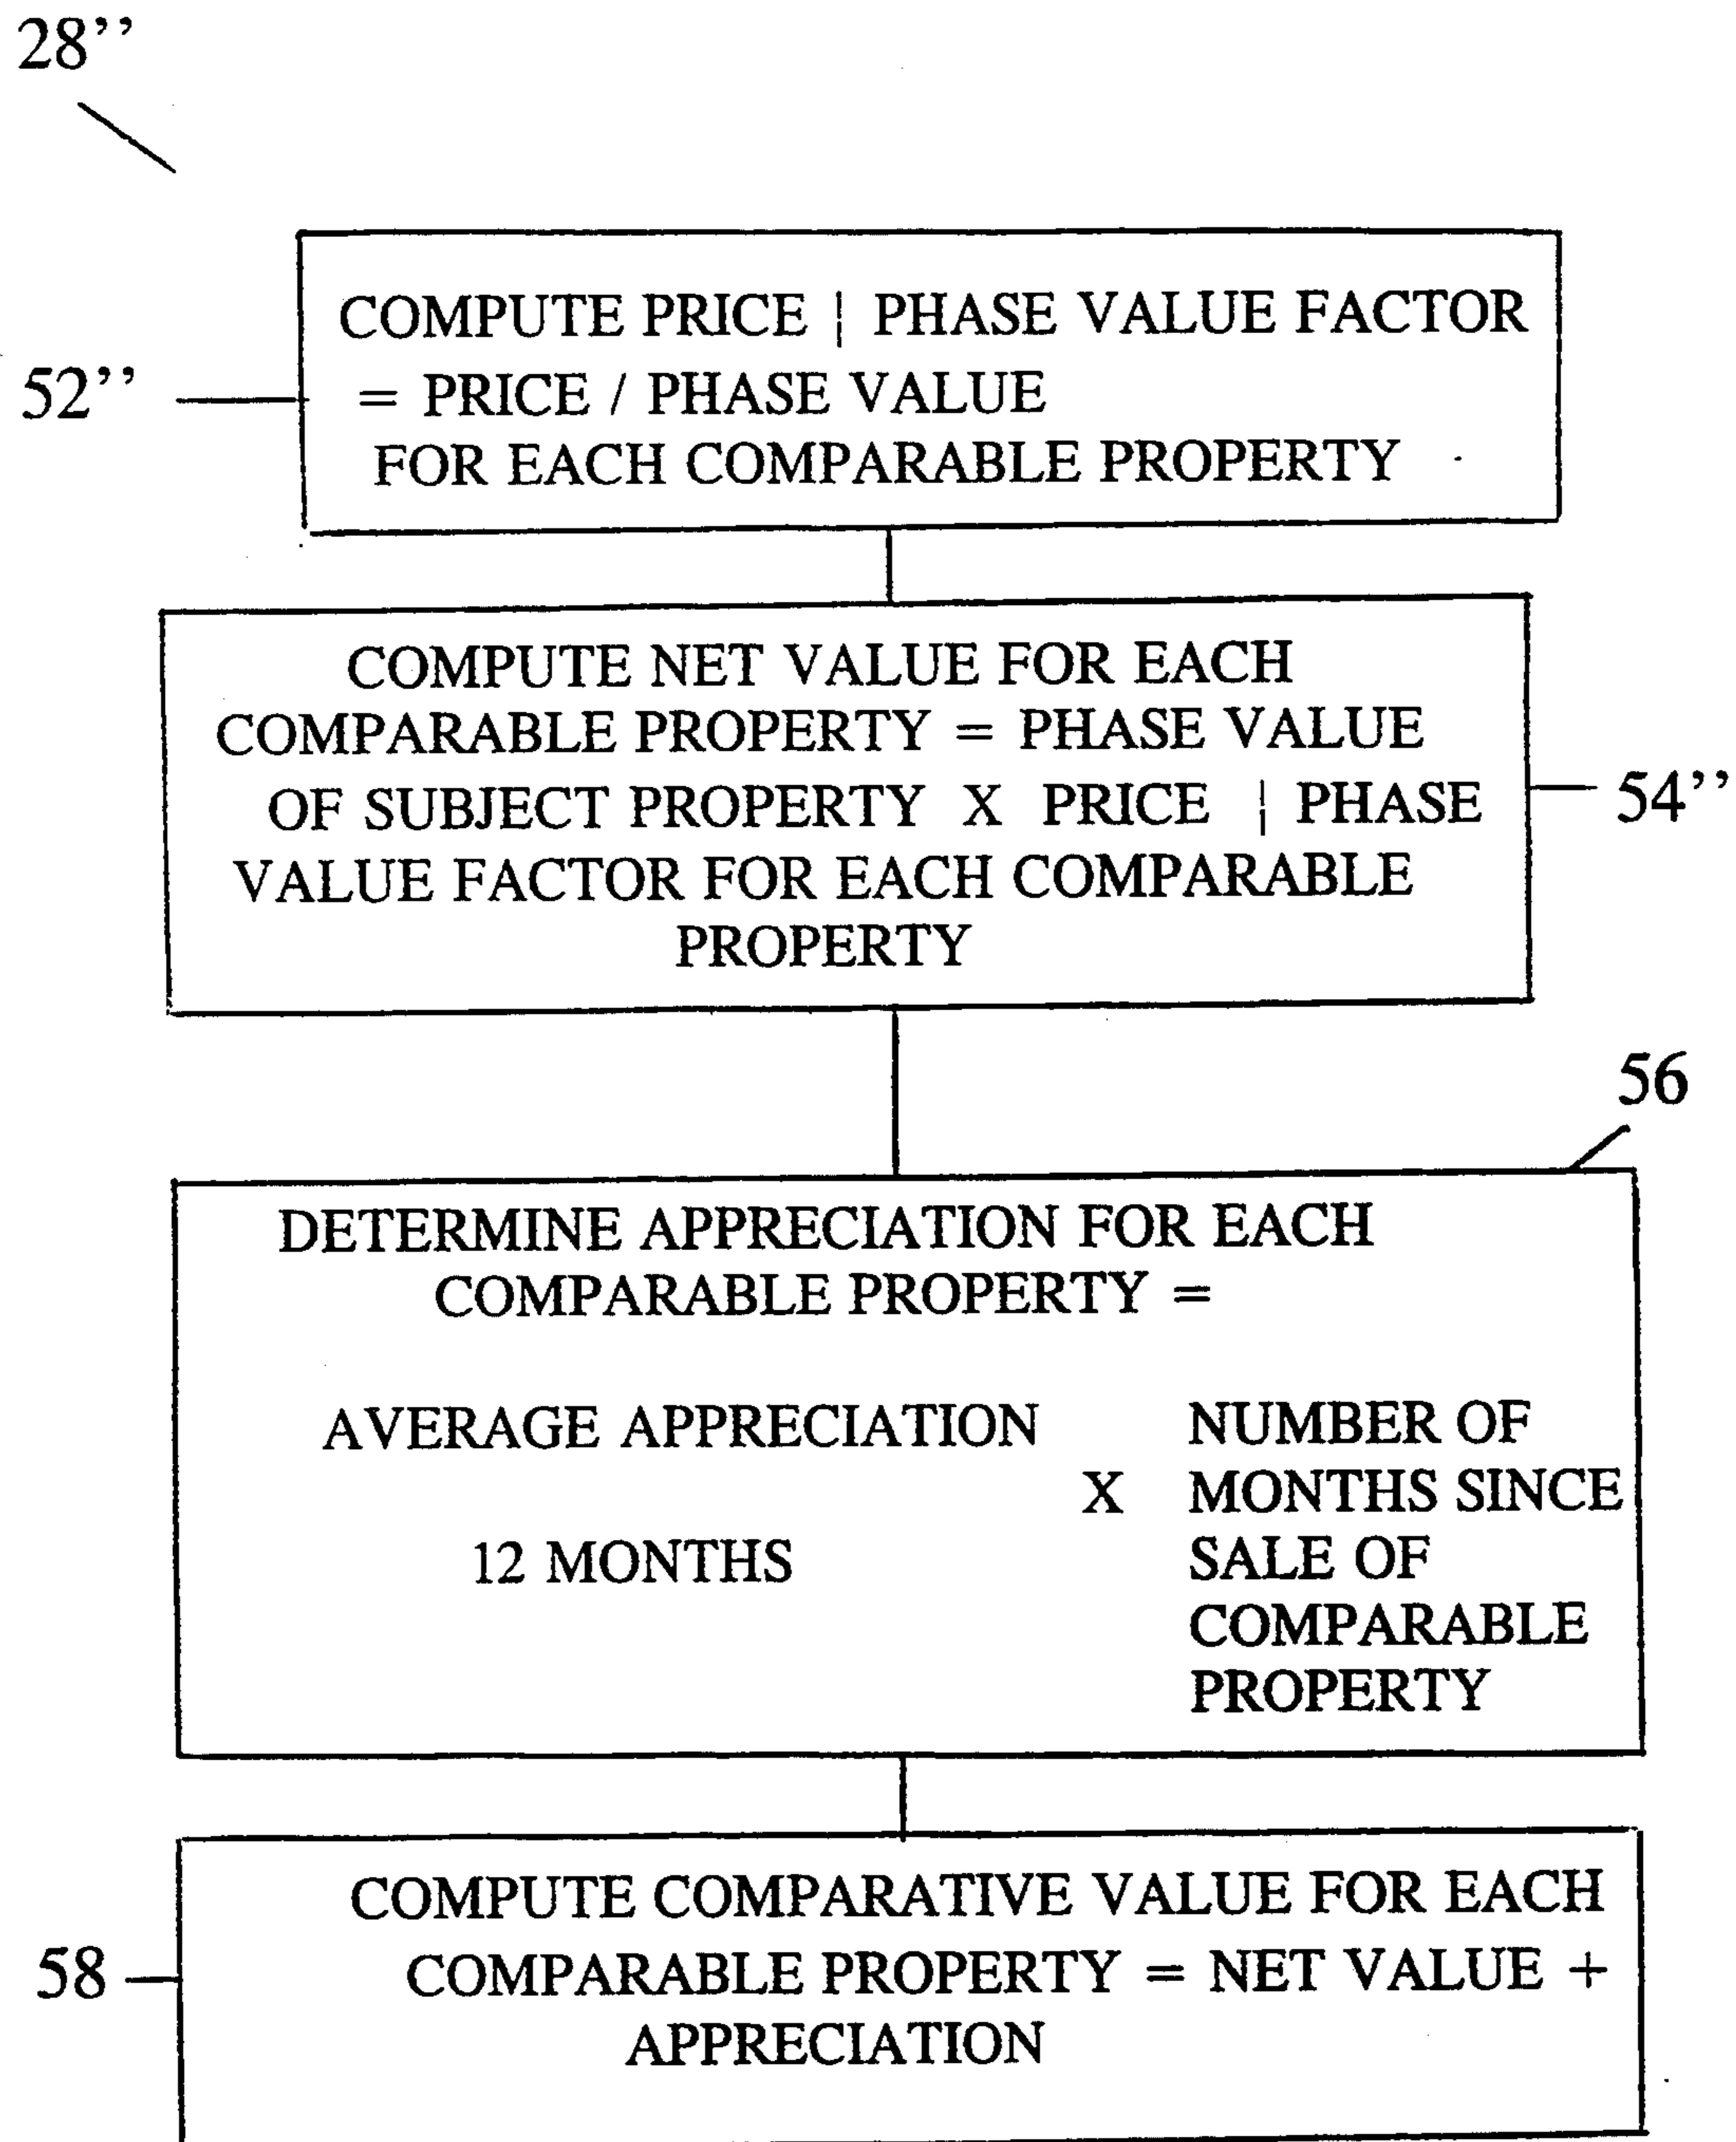 28’’
COMPUTE PRICE | PHASE VALUE FACTOR
52’’
= PRICE / PHASE VALUE
FOR EACH COMPARABLE PROPERTY
COMPUTE NET VALUE FOR EACH
COMPARABLE PROPERTY = PHASE VALUE
OF SUBJECT PROPERTY X PRICE | PHASE
54’’
VALUE FACTOR FOR EACH COMPARABLE
PROPERTY
56
DETERMINE APPRECIATION FOR EACH
COMPARABLE PROPERTY =
AVERAGE APPRECIATION
12 MONTHS
X
NUMBER OF
MONTHS SINCE
SALE OF
COMPARABLE
PROPERTY
COMPUTE COMPARATIVE VALUE FOR EACH
58
COMPARABLE PROPERTY = NET VALUE +
APPRECIATION